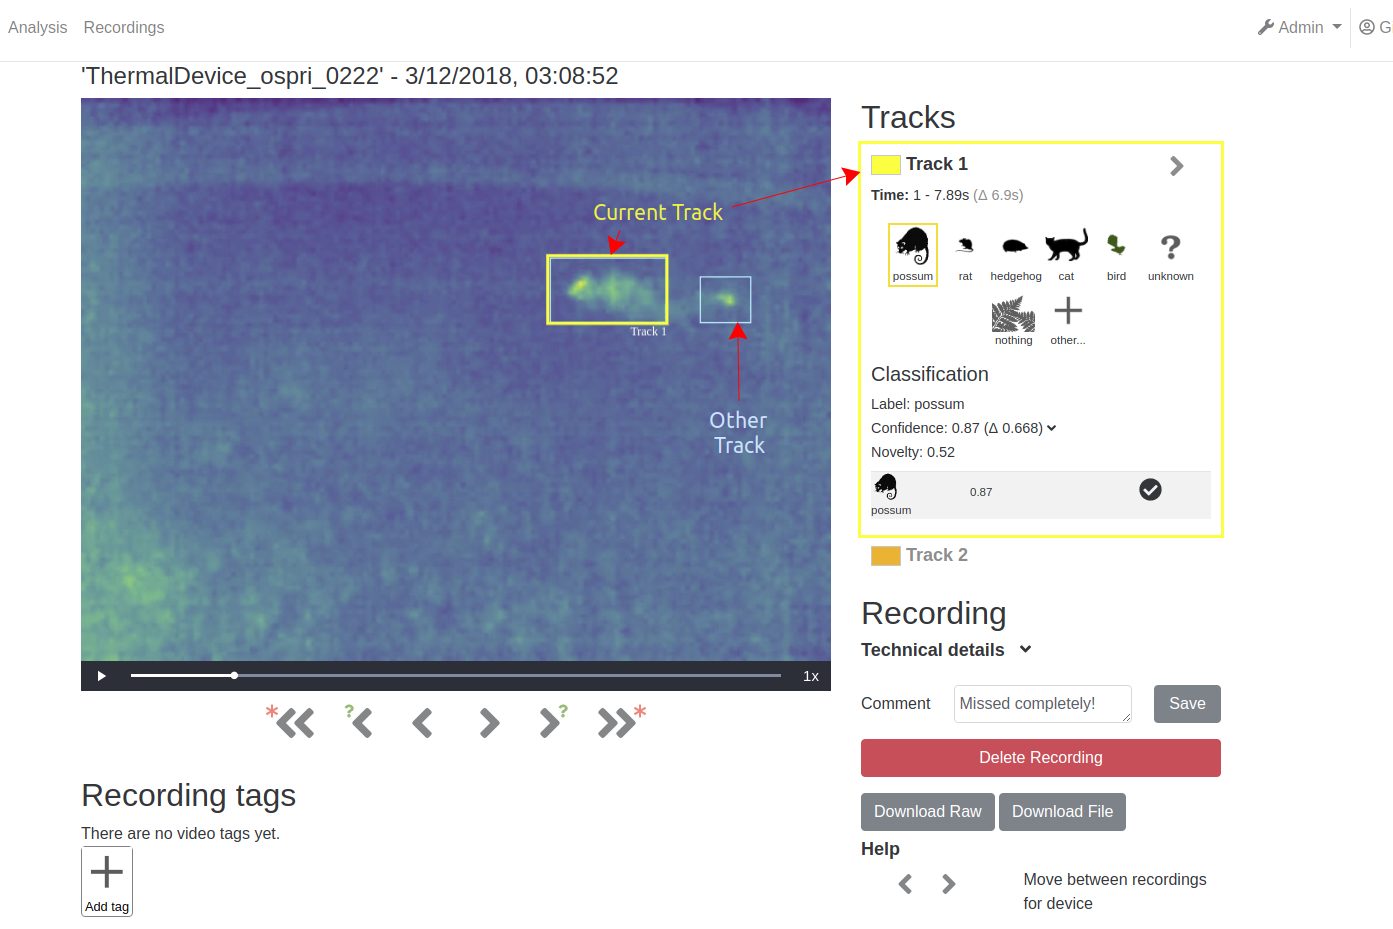 Analysis Recordings Admin G
'ThermalDevice_ospri_0222' - 3/12/2018, 03:08:52
Current Track
Track 1
Other
Track
1x
* ? ? *
Recording tags
There are no video tags yet.
Add tag
Tracks
Track 1
Time: 1 - 7.89s (Δ 6.9s)
possum rat hedgehog cat bird unknown
nothing other...
Classification
Label: possum
Confidence: 0.87 (Δ 0.668)
Novelty: 0.52
0.87
possum
Track 2
Recording
Technical details
Comment Missed completely! Save
Delete Recording
Download Raw Download File
Help
Move between recordings
for device